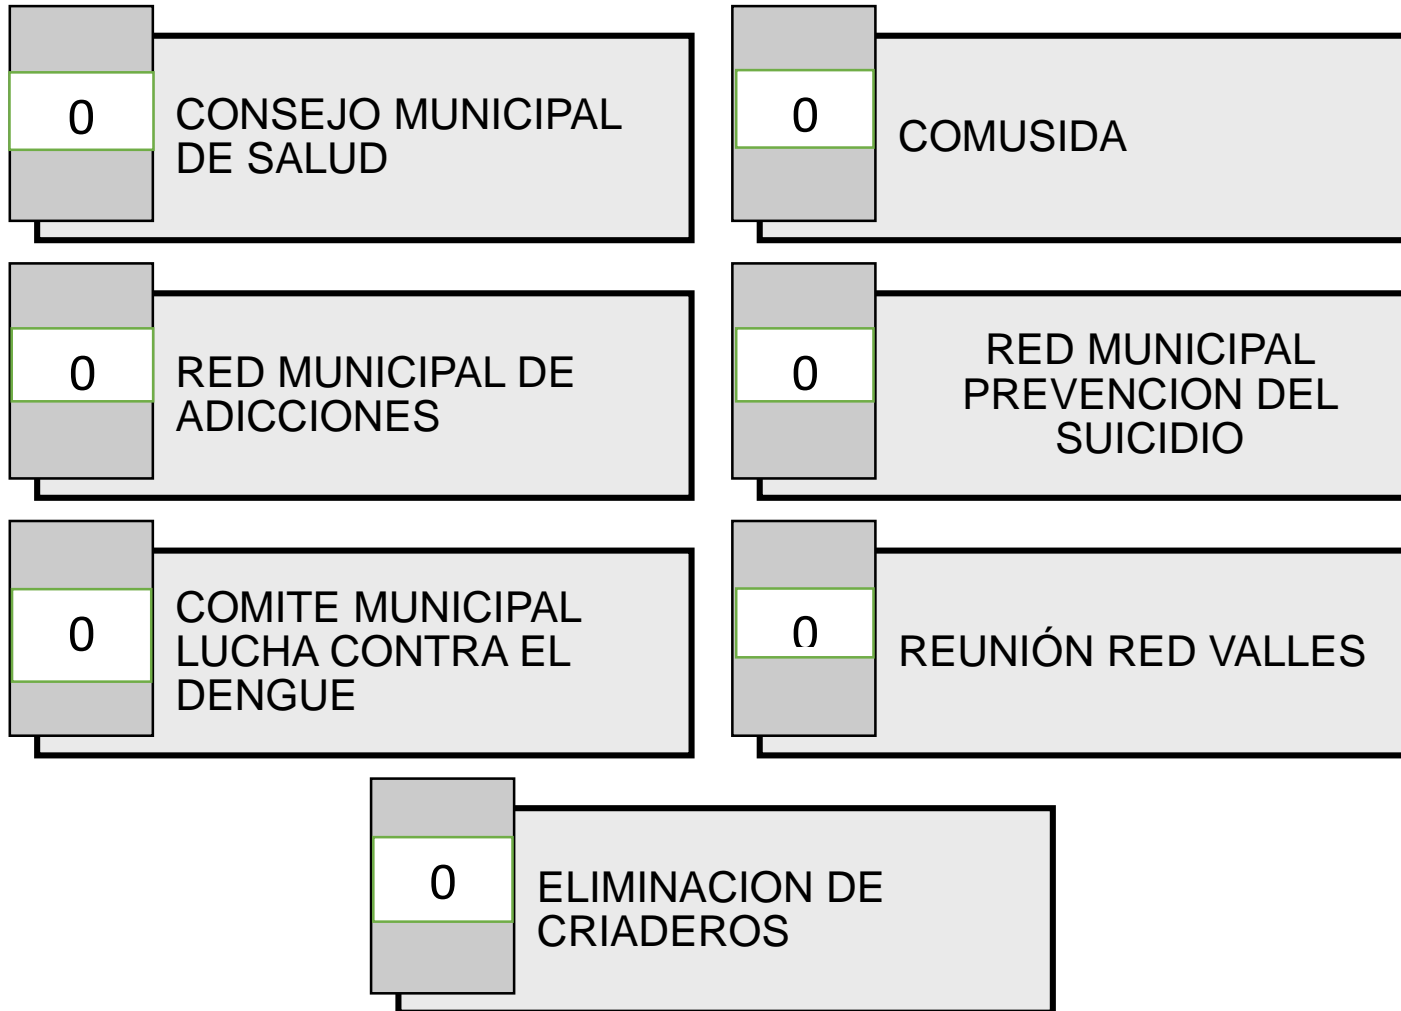 0
CONSEJO MUNICIPAL
DE SALUD
0
COMUSIDA
0
RED MUNICIPAL DE
ADICCIONES
0
RED MUNICIPAL
PREVENCION DEL
SUICIDIO
0
COMITE MUNICIPAL
LUCHA CONTRA EL
DENGUE
0
REUNIÓN RED VALLES
0
ELIMINACION DE
CRIADEROS